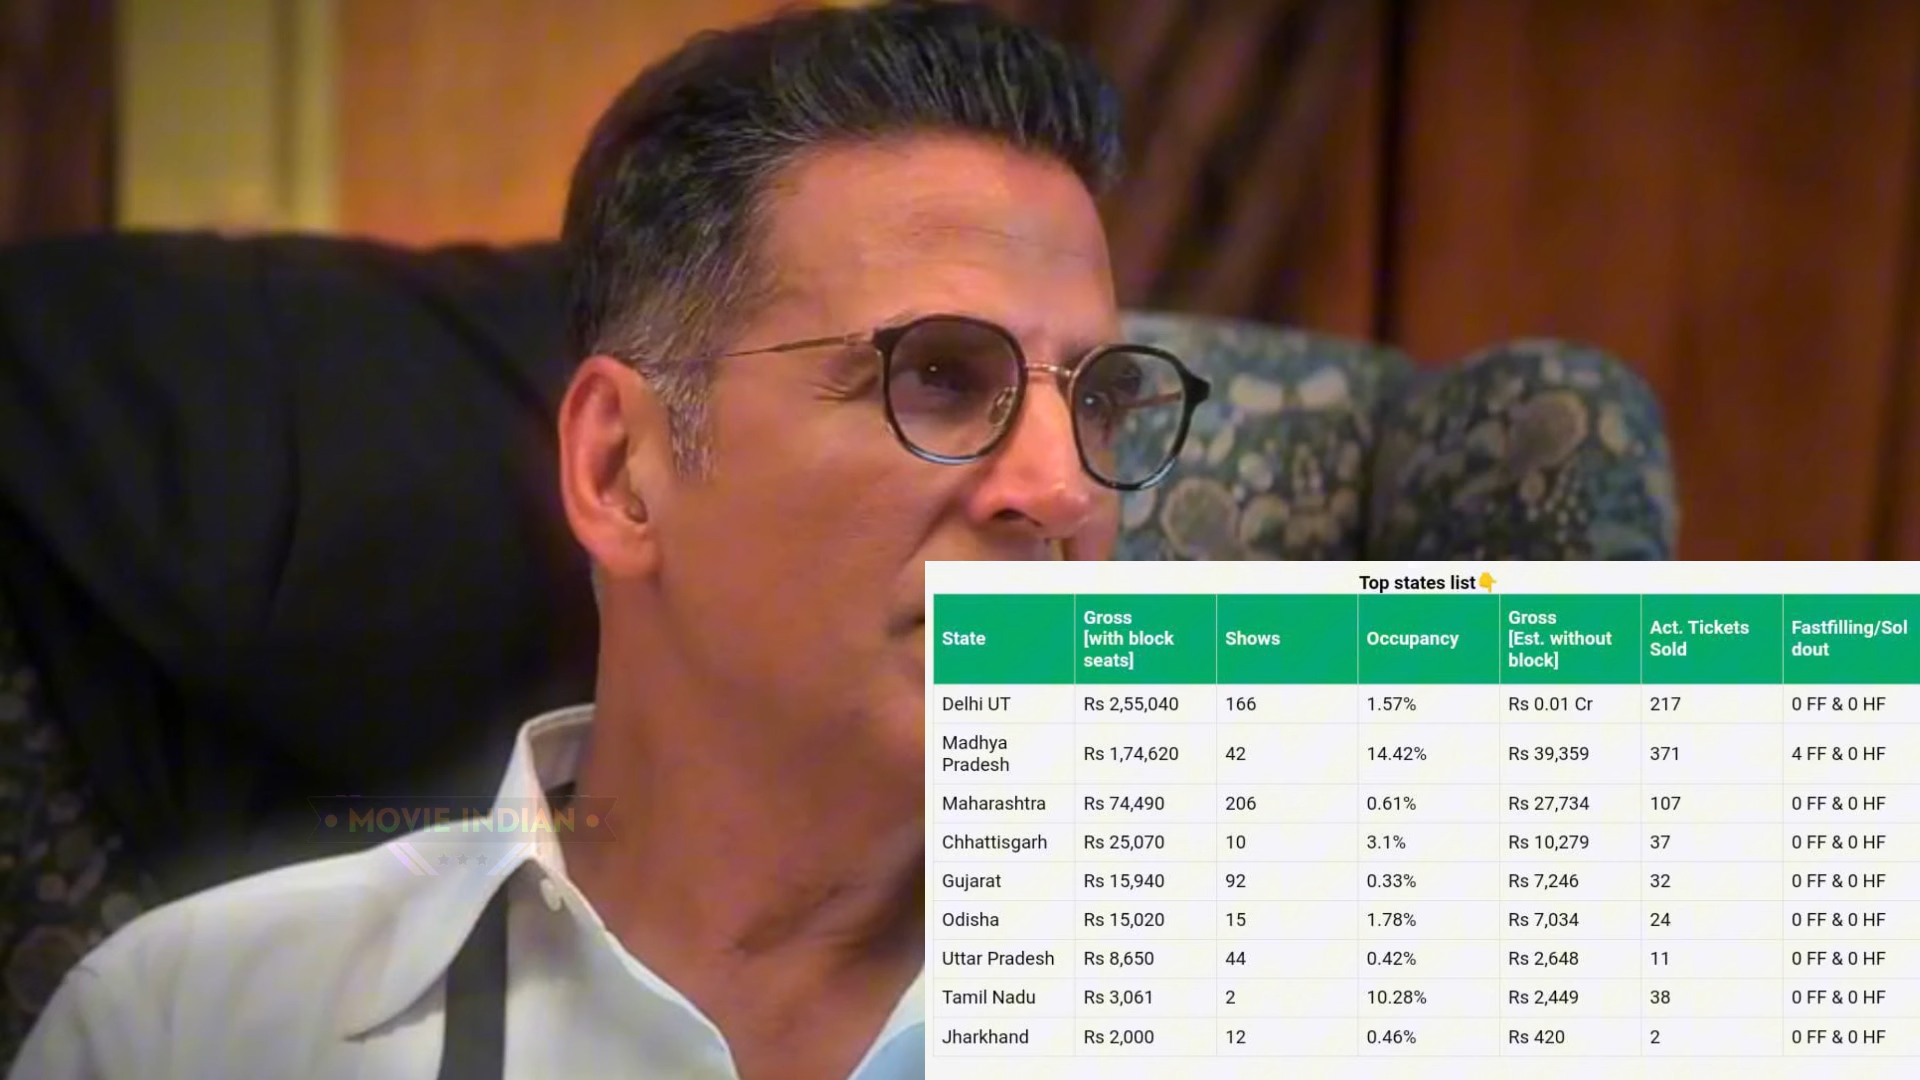 MOVIE INDIAN
Top states list👇
State Gross [with block seats] Shows Occupancy Gross [Est. without block] Act. Tickets Sold Fastfilling/Sol dout
Delhi UT Rs 2,55,040 166 1.57% Rs 0.01 Cr 217 0 FF & 0 HF
Madhya Pradesh Rs 1,74,620 42 14.42% Rs 39,359 371 4 FF & 0 HF
Maharashtra Rs 74,490 206 0.61% Rs 27,734 107 0 FF & 0 HF
Chhattisgarh Rs 25,070 10 3.1% Rs 10,279 37 0 FF & 0 HF
Gujarat Rs 15,940 92 0.33% Rs 7,246 32 0 FF & 0 HF
Odisha Rs 15,020 15 1.78% Rs 7,034 24 0 FF & 0 HF
Uttar Pradesh Rs 8,650 44 0.42% Rs 2,648 11 0 FF & 0 HF
Tamil Nadu Rs 3,061 2 10.28% Rs 2,449 38 0 FF & 0 HF
Jharkhand Rs 2,000 12 0.46% Rs 420 2 0 FF & 0 HF